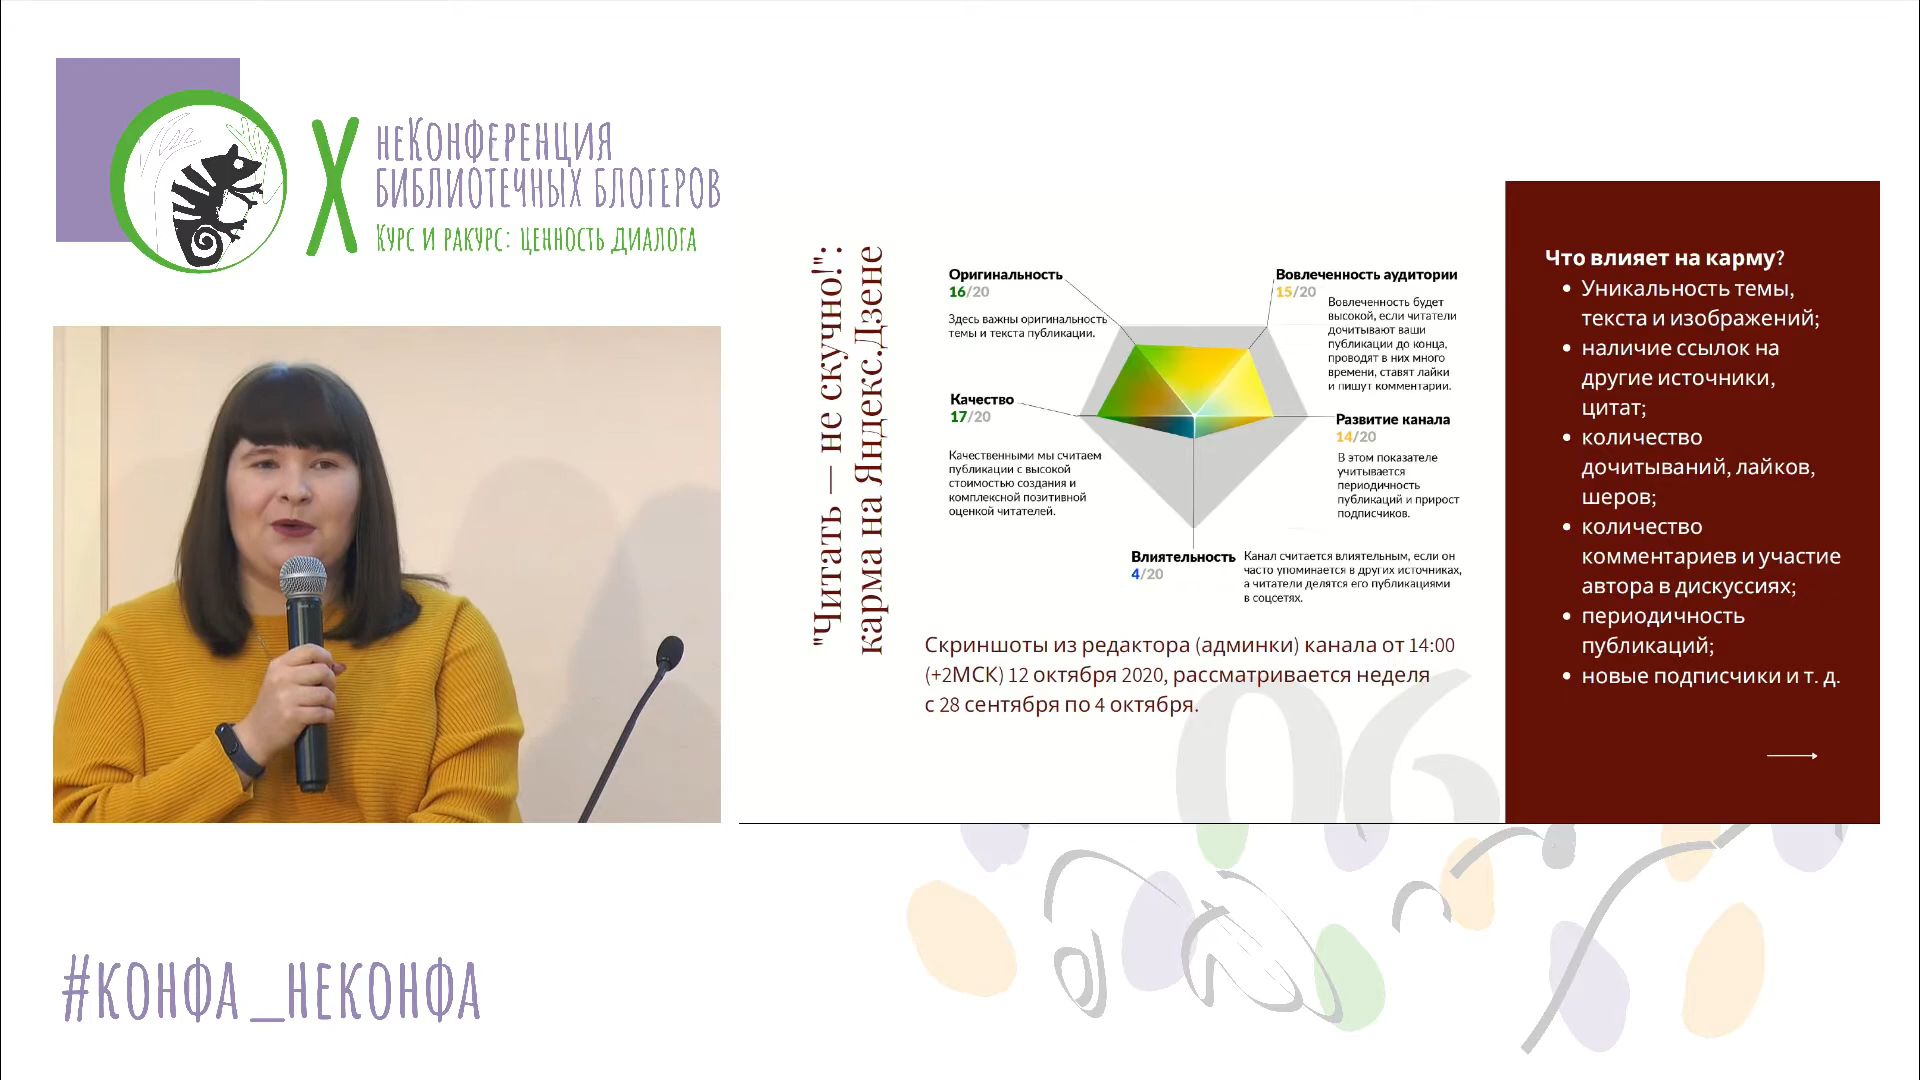 X
неКонференция
библиотечных блогеров
Курс и ракурс: ценность диалога
"Читать — не скучно!":
карма на Яндекс.Дзене
Оригинальность
16/20
Здесь важны оригинальность
темы и текста публикации.
Вовлеченность аудитории
15/20
Вовлеченность будет
высокой, если читатели
дочитывают ваши
публикации до конца,
проводят в них много
времени, ставят лайки
и пишут комментарии.
Качество
17/20
Качественными мы считаем
публикации с высокой
стоимостью создания и
комплексной позитивной
оценкой читателей.
Развитие канала
14/20
В этом показателе
учитывается
периодичность
публикаций и прирост
подписчиков.
Влиятельность
4/20
Канал считается влиятельным, если он
часто упоминается в других источниках,
а читатели делятся его публикациями
в соцсетях.
Скриншоты из редактора (админки) канала от 14:00
(+2МСК) 12 октября 2020, рассматривается неделя
с 28 сентября по 4 октября.
06
Что влияет на карму?
• Уникальность темы,
текста и изображений;
• наличие ссылок на
другие источники,
цитат;
• количество
дочитываний, лайков,
шеров;
• количество
комментариев и участие
автора в дискуссиях;
• периодичность
публикаций;
• новые подписчики и т. д.
#конфа_неконфа